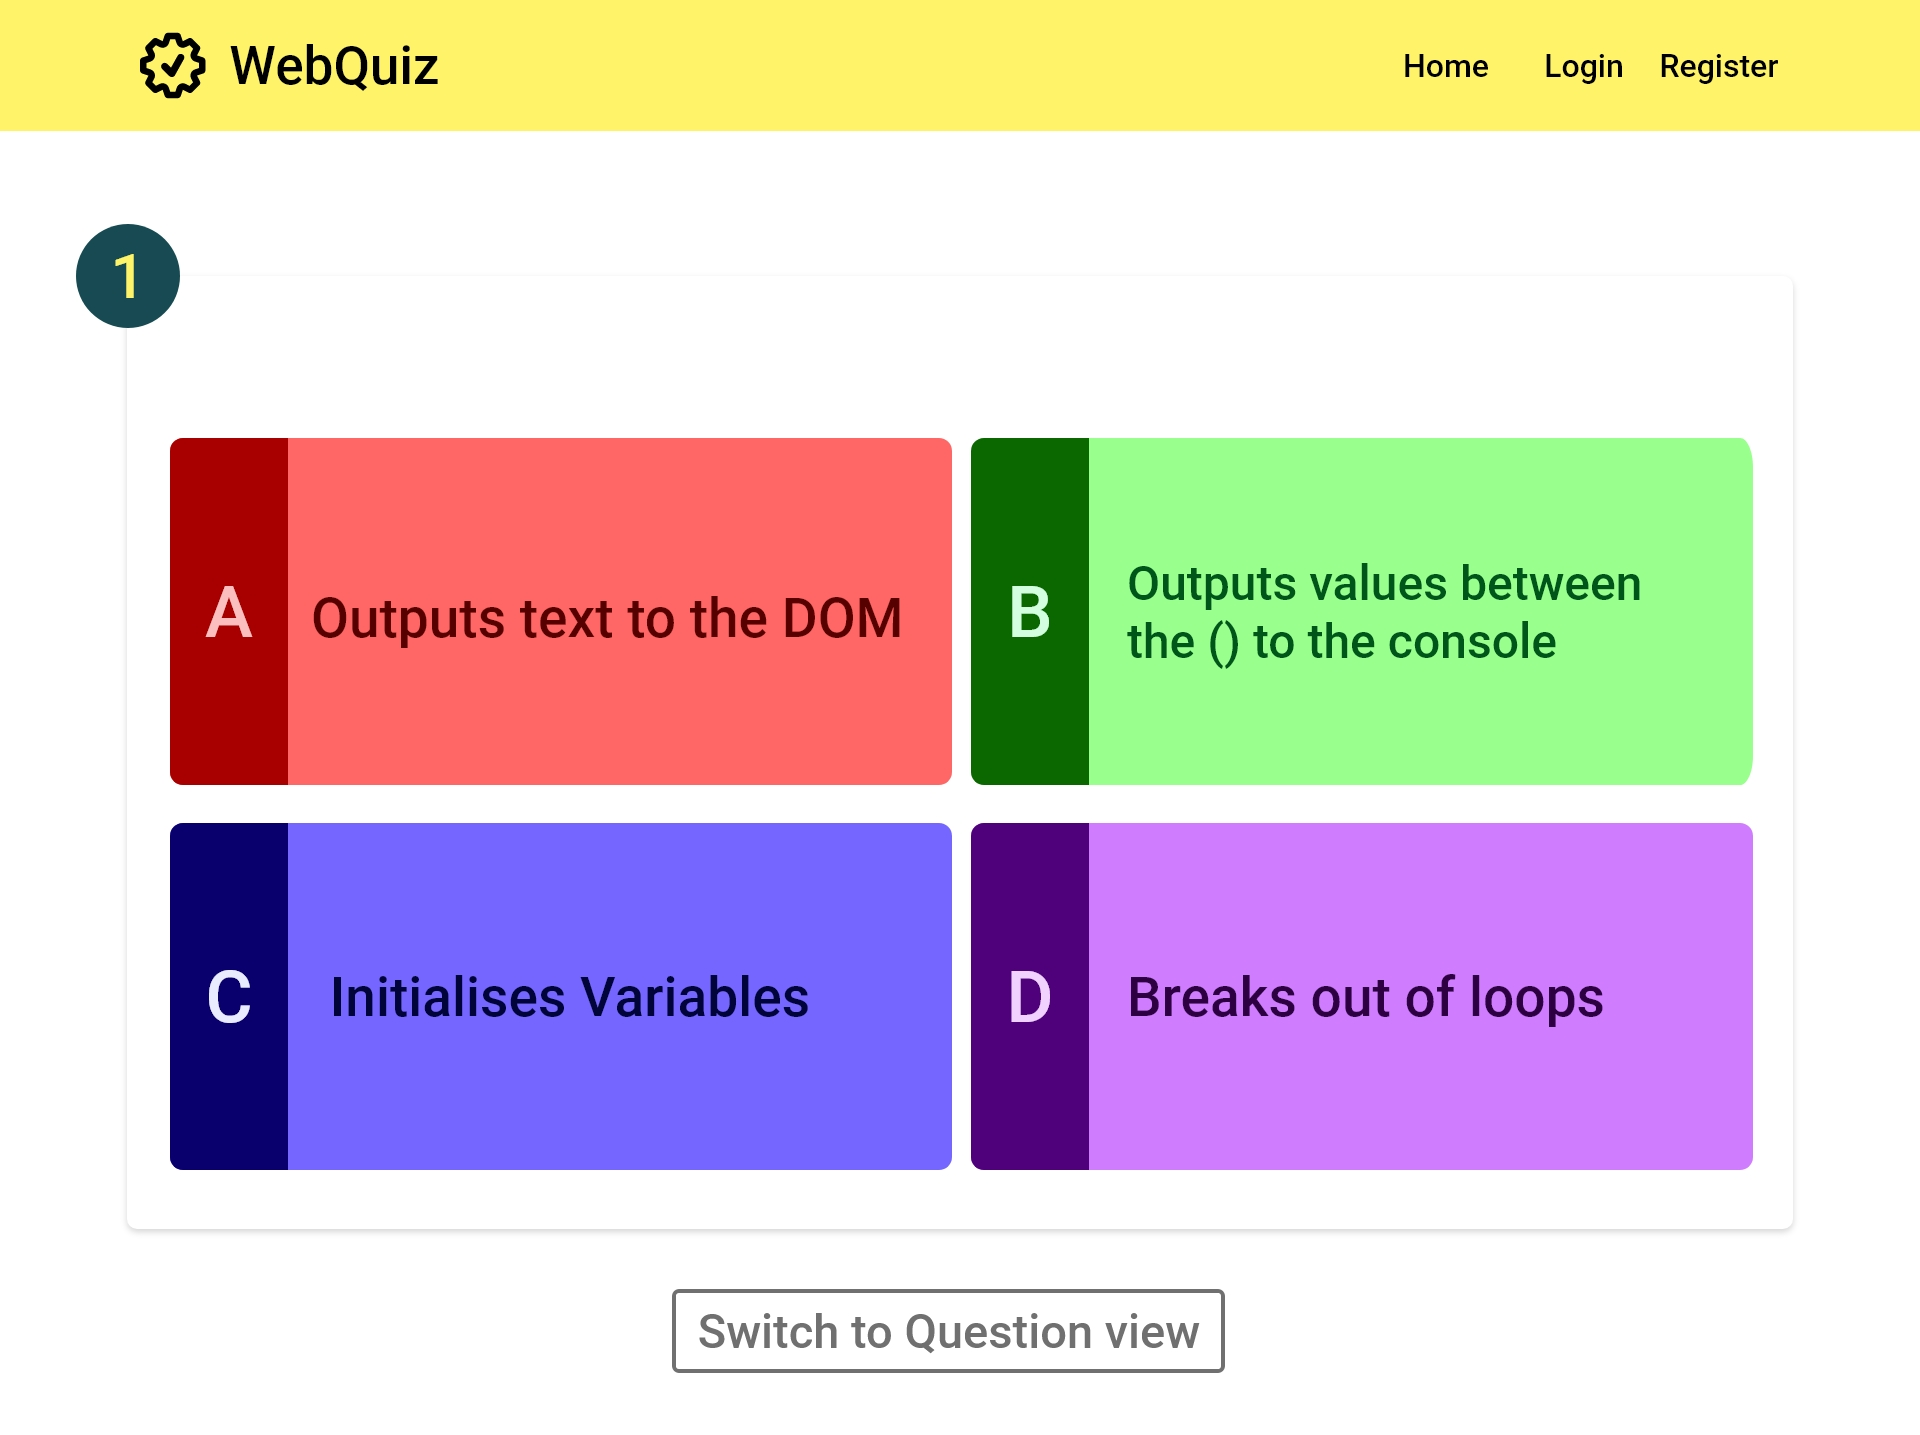 WebQuiz
Home Login Register
1
A
Outputs text to the DOM
B
Outputs values between
the () to the console
C
Initialises Variables
D
Breaks out of loops
Switch to Question view